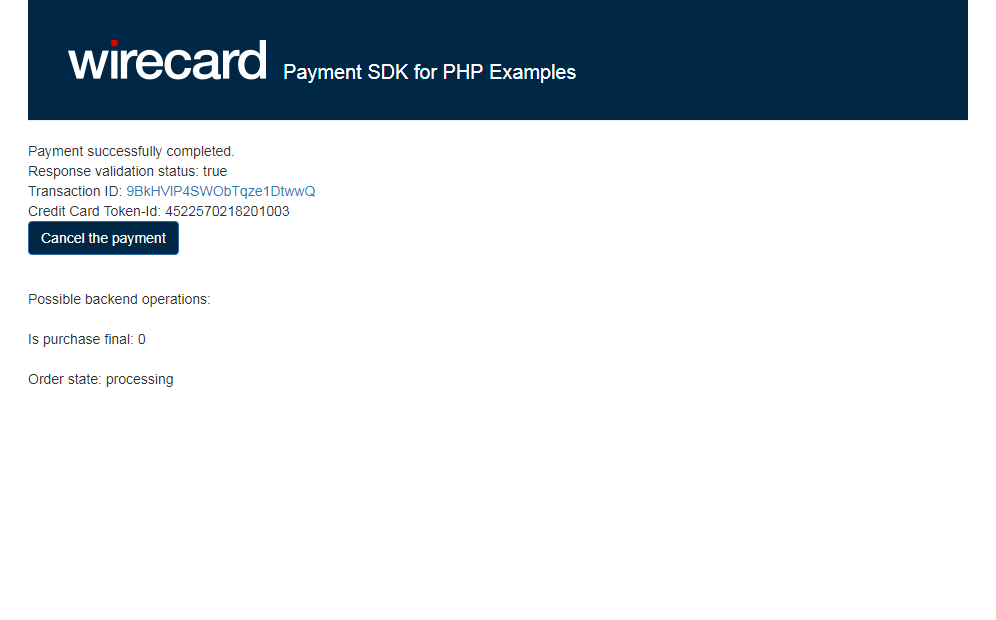 wirecard Payment SDK for PHP Examples
Payment successfully completed.
Response validation status: true
Transaction ID: 9BkHVIP4SWObTqze1DtwwQ
Credit Card Token-Id: 4522570218201003
Cancel the payment
Possible backend operations:
Is purchase final: 0
Order state: processing